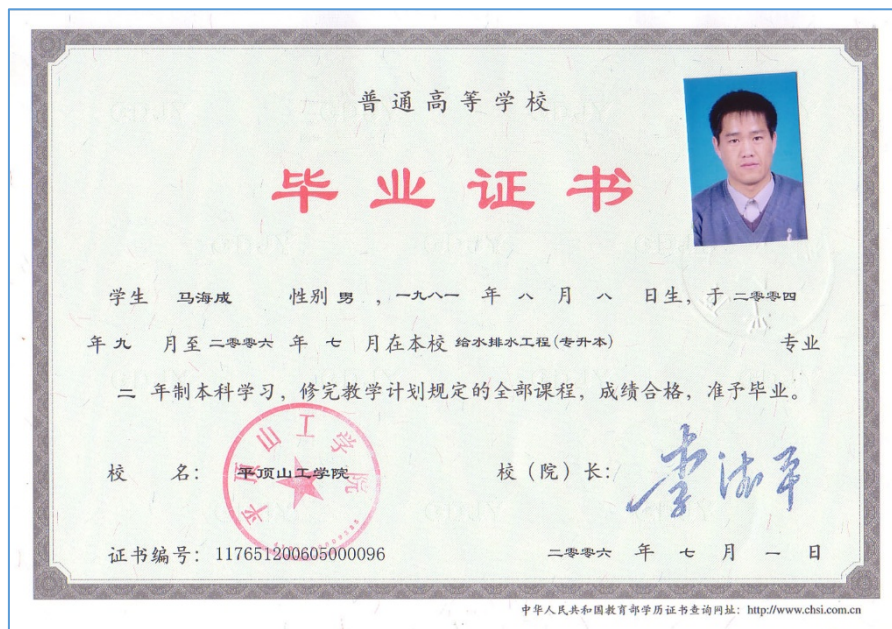 普通高等学校
毕业证书
学生 马海成 性别 男 ，一九八一 年 八 月 八 日生，于 二零零四
年 九 月至 二零零六 年 七 月在本校 给水排水工程(专升本) 专业
二 年制本科学习，修完教学计划规定的全部课程，成绩合格，准予毕业。
平顶山工学院
校 名： 平顶山工学院 校（院）长：
证书编号：117651200605000096 二零零六 年 七 月 一 日
中华人民共和国教育部学历证书查询网址：http://www.chsi.com.cn